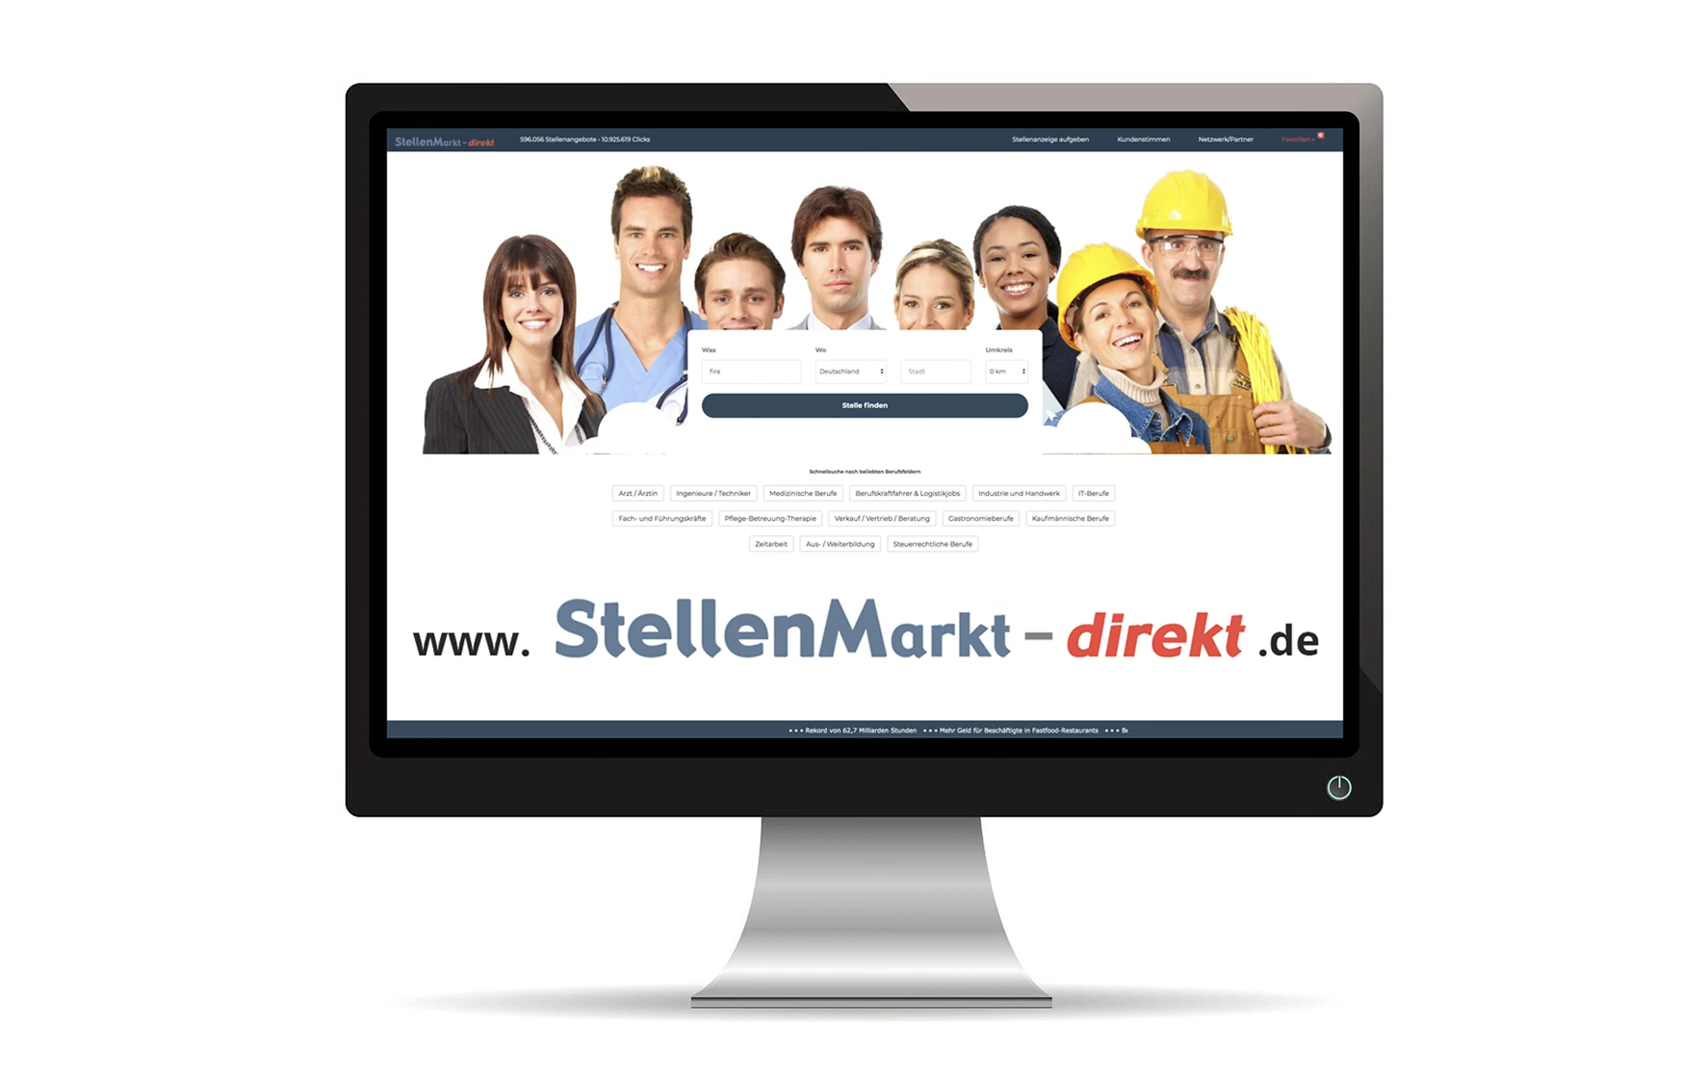 StellenMarkt-direkt 596.056 Stellenangebote • 10.925.619 Clicks Stellenanzeige aufgeben Kundenstimmen Netzwerk/Partner Favoriten
Was Wo Umkreis
fira Deutschland Stadt 0 km
Stelle finden
Schnellsuche nach beliebten Berufsfeldern
Arzt / Ärztin Ingenieure / Techniker Medizinische Berufe Berufskraftfahrer & Logistikjobs Industrie und Handwerk IT-Berufe
Fach- und Führungskräfte Pflege-Betreuung-Therapie Verkauf / Vertrieb / Beratung Gastronomieberufe Kaufmännische Berufe
Zeitarbeit Aus- / Weiterbildung Steuerrechtliche Berufe
www. StellenMarkt-direkt .de
• • • Rekord von 62,7 Milliarden Stunden • • • Mehr Geld für Beschäftigte in Fastfood-Restaurants • • • Be